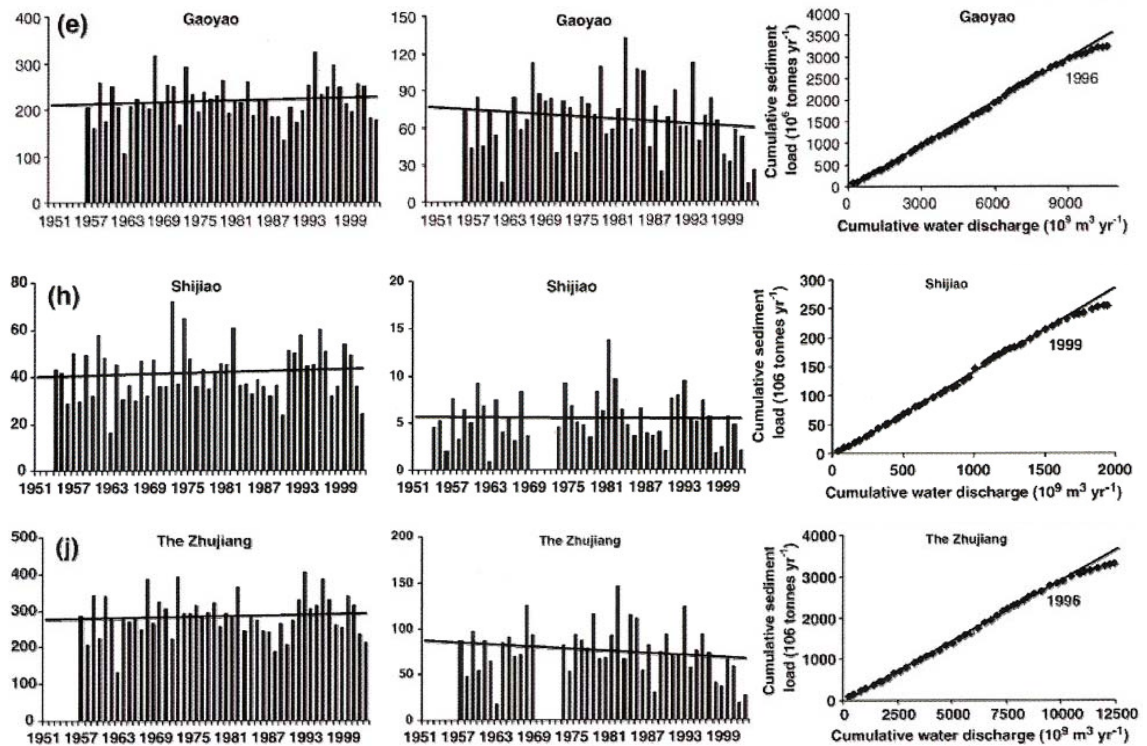 (e)
Gaoyao
400
300
200
100
0
1951 1957 1963 1969 1975 1981 1987 1993 1999
Gaoyao
150
120
90
60
30
0
1951 1957 1963 1969 1975 1981 1987 1993 1999
Gaoyao
Cumulative sediment
load (10⁶ tonnes yr⁻¹)
4000
3500
3000
2500
2000
1500
1000
500
0
1996
0 3000 6000 9000
Cumulative water discharge (10⁹ m³ yr⁻¹)
(h)
Shijiao
80
60
40
20
0
1951 1957 1963 1969 1975 1981 1987 1993 1999
Shijiao
20
15
10
5
0
1951 1957 1963 1969 1975 1981 1987 1993 1999
Shijiao
Cumulative sediment
load (106 tonnes yr⁻¹)
300
250
200
150
100
50
0
1999
0 500 1000 1500 2000
Cumulative water discharge (10⁹ m³ yr⁻¹)
(j)
The Zhujiang
500
400
300
200
100
0
1951 1957 1963 1969 1975 1981 1987 1993 1999
The Zhujiang
200
150
100
50
0
1951 1957 1963 1969 1975 1981 1987 1993 1999
The Zhujiang
Cumulative sediment
load (106 tonnes yr⁻¹)
4000
3000
2000
1000
0
1996
0 2500 5000 7500 10000 12500
Cumulative water discharge (10⁹ m³ yr⁻¹)